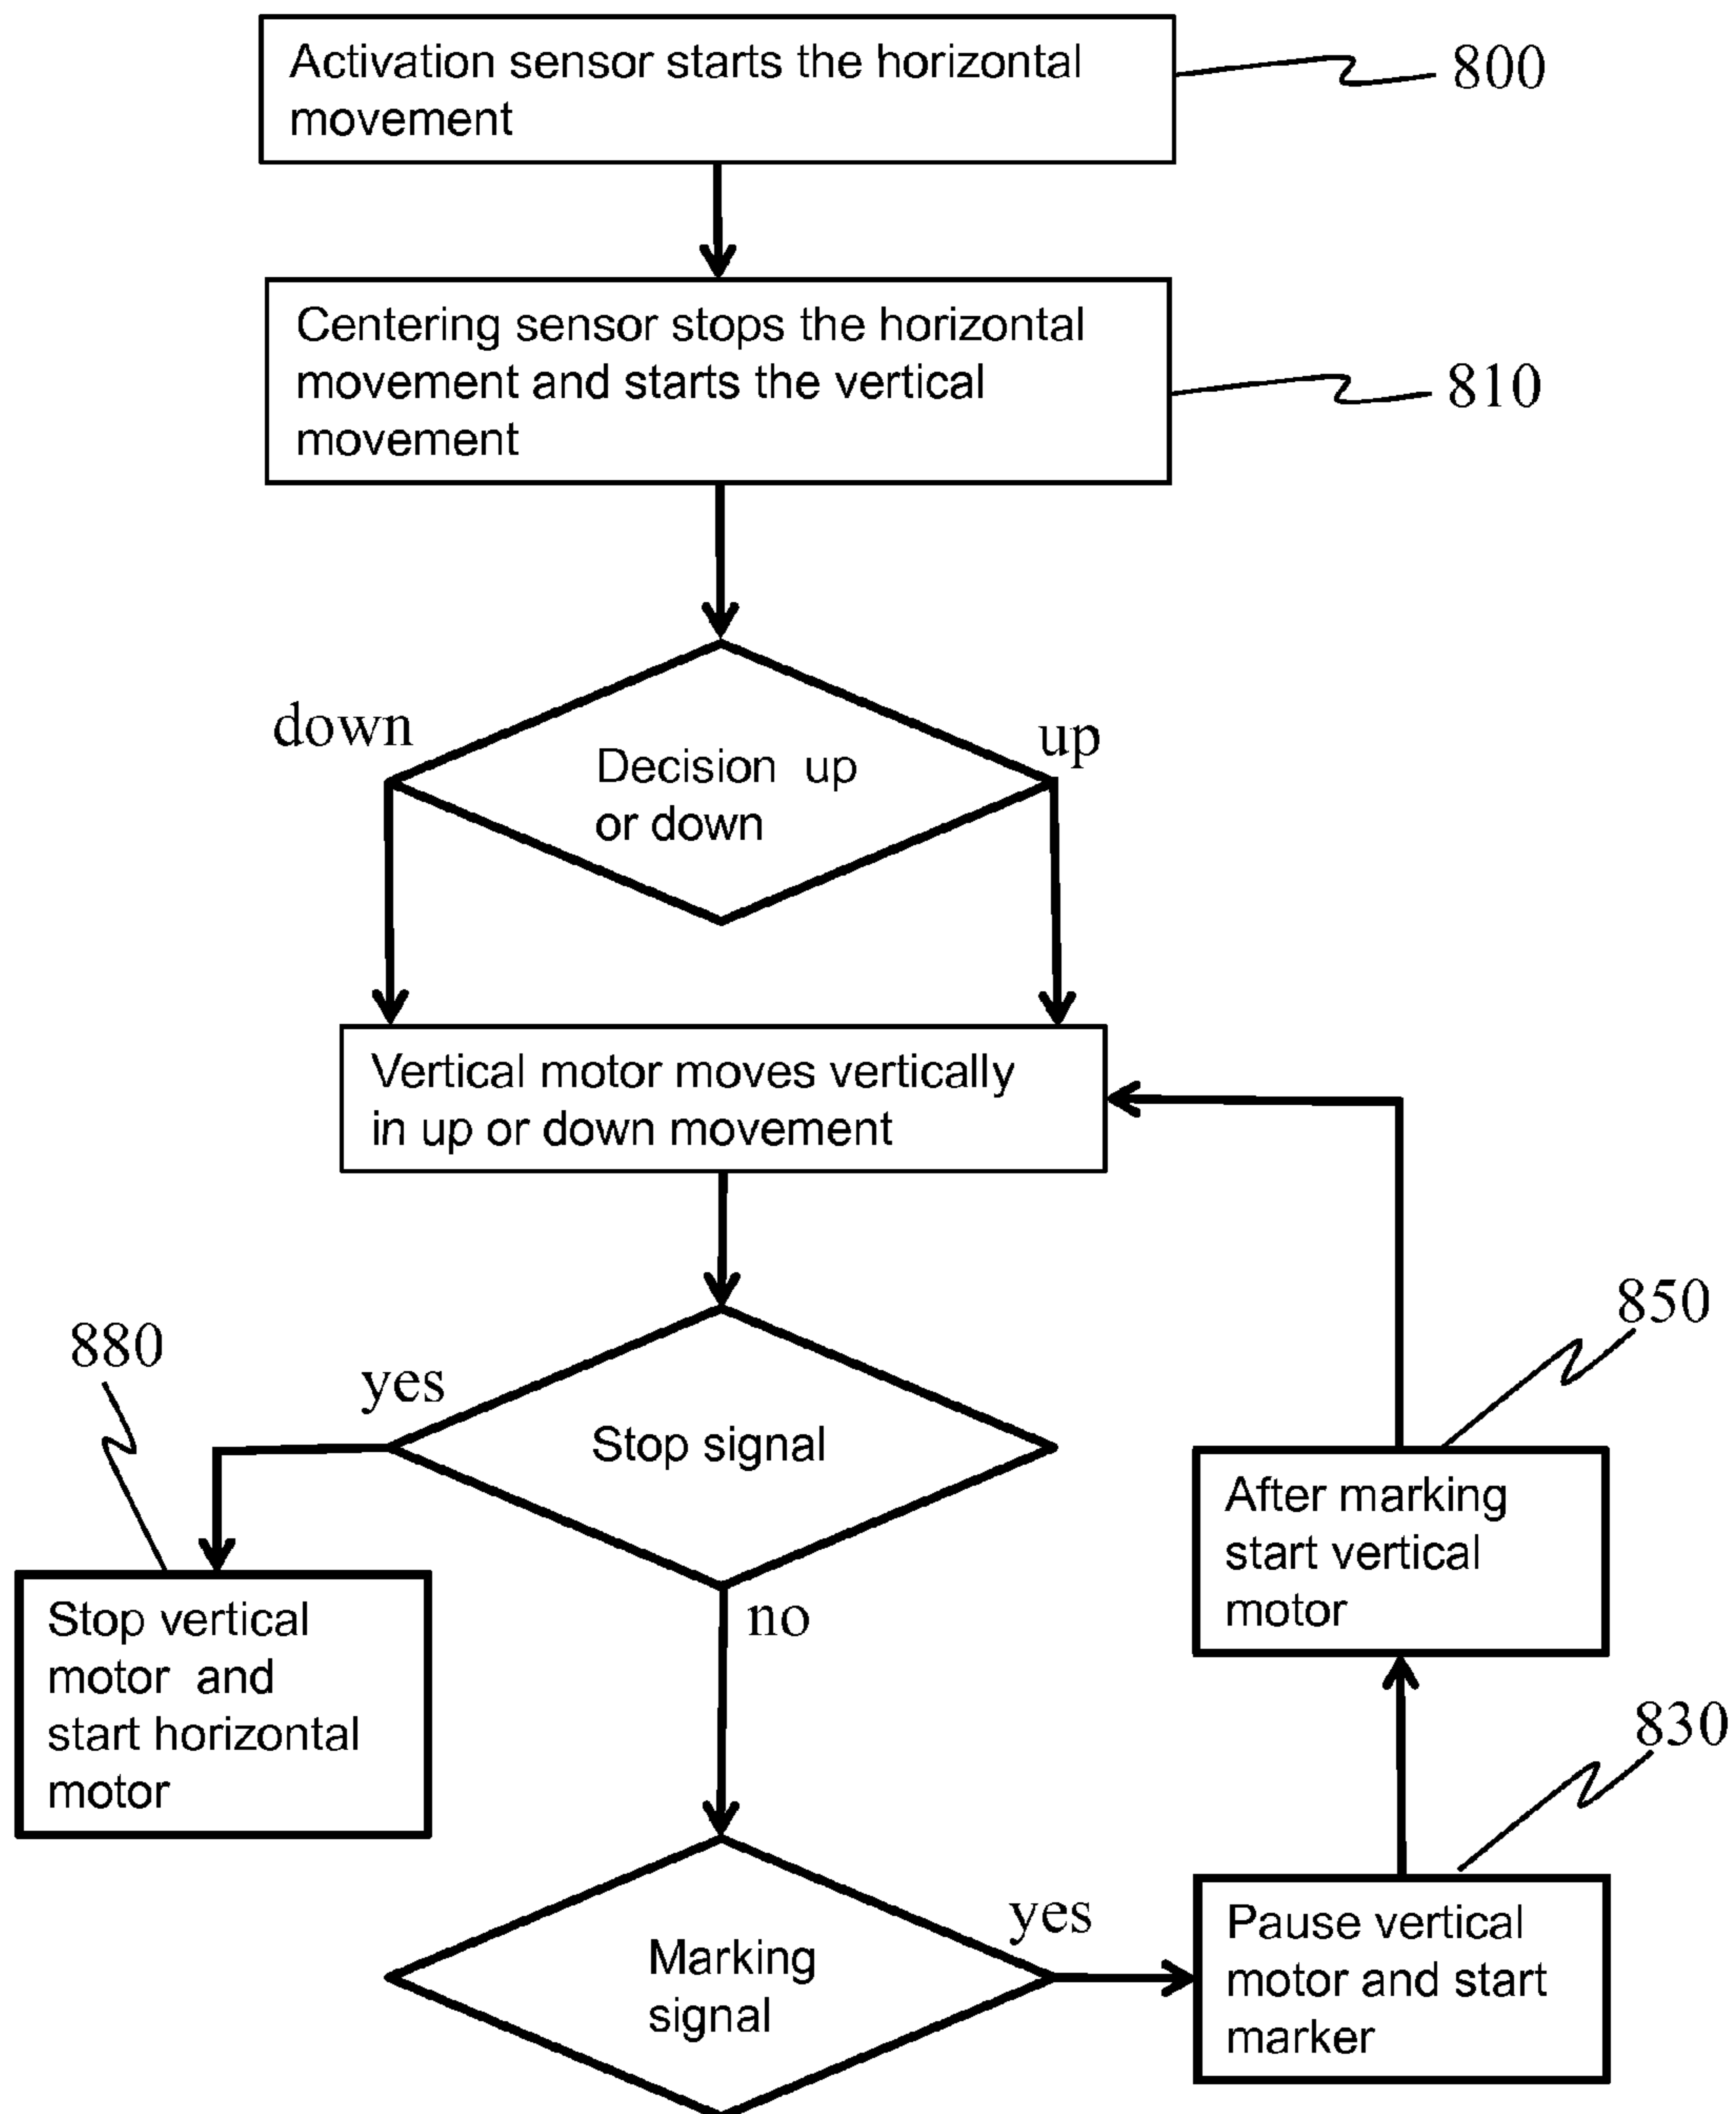 Activation sensor starts the horizontal
movement
800
Centering sensor stops the horizontal
movement and starts the vertical
movement
810
down
up
Decision up
or down
Vertical motor moves vertically
in up or down movement
880
yes
Stop signal
850
After marking
start vertical
motor
Stop vertical
motor and
start horizontal
motor
no
830
yes
Marking
signal
Pause vertical
motor and start
marker